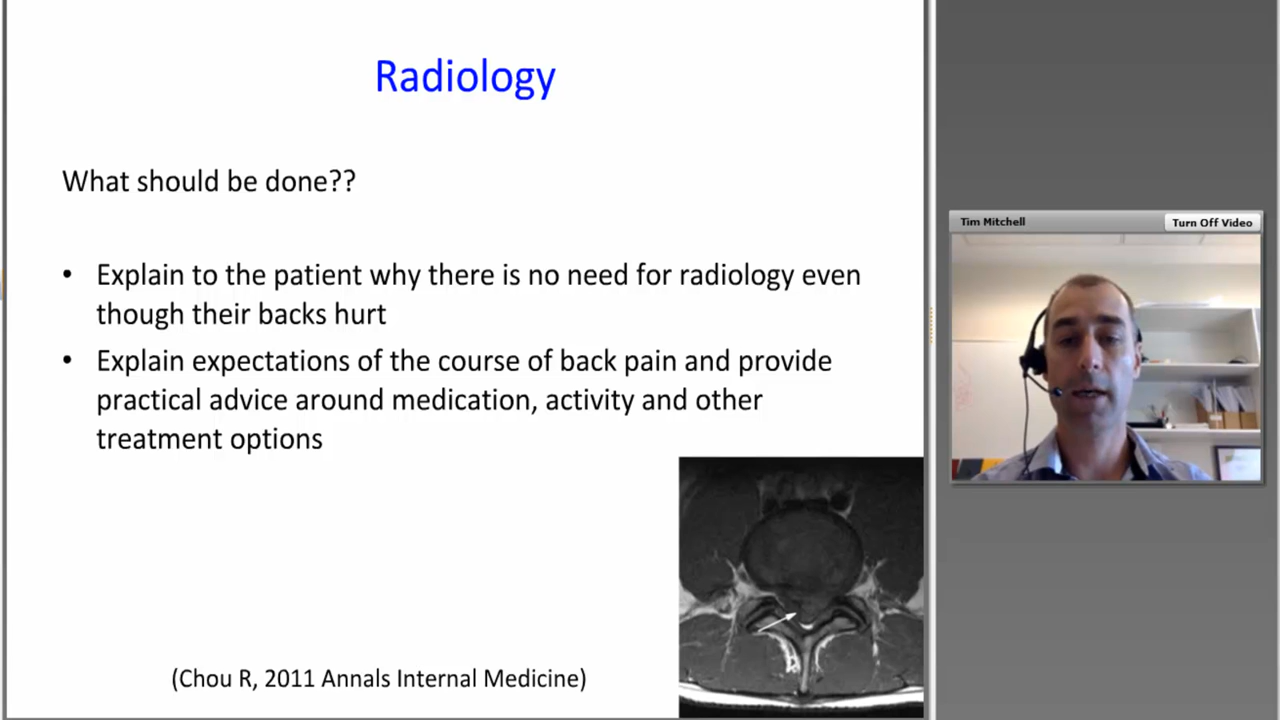 Radiology
What should be done??
• Explain to the patient why there is no need for radiology even
though their backs hurt
• Explain expectations of the course of back pain and provide
practical advice around medication, activity and other
treatment options
(Chou R, 2011 Annals Internal Medicine)
Tim Mitchell
Turn Off Video